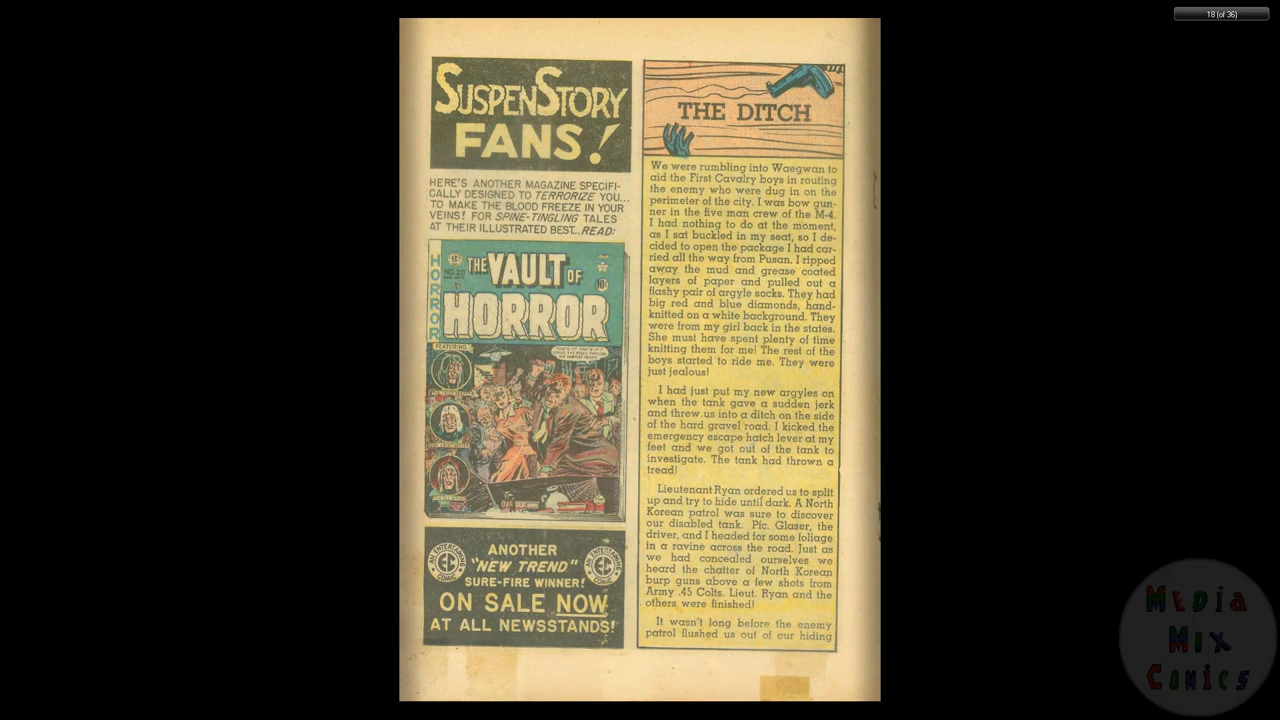 18 (of 36)
SUSPENSTORY
FANS!
HERE'S ANOTHER MAGAZINE SPECIFI-
CALLY DESIGNED TO TERRORIZE YOU...
TO MAKE THE BLOOD FREEZE IN YOUR
VEINS! FOR SPINE-TINGLING TALES
AT THEIR ILLUSTRATED BEST...READ:
HORROR
NO. 20
THE VAULT OF
HORROR
10¢
FEATURING
ANOTHER
"NEW TREND"
SURE-FIRE WINNER!
ON SALE NOW
AT ALL NEWSSTANDS!
AN ENTERTAINING
EC
COMIC
AN ENTERTAINING
EC
COMIC
THE DITCH
We were rumbling into Waegwan to
aid the First Cavalry boys in routing
the enemy who were dug in on the
perimeter of the city. I was bow gun-
ner in the five man crew of the M-4.
I had nothing to do at the moment,
as I sat buckled in my seat, so I de-
cided to open the package I had car-
ried all the way from Pusan. I ripped
away the mud and grease coated
layers of paper and pulled out a
flashy pair of argyle socks. They had
big red and blue diamonds, hand-
knitted on a white background. They
were from my girl back in the states.
She must have spent plenty of time
knitting them for me! The rest of the
boys started to ride me. They were
just jealous!
I had just put my new argyles on
when the tank gave a sudden jerk
and threw us into a ditch on the side
of the hard gravel road. I kicked the
emergency escape hatch lever at my
feet and we got out of the tank to
investigate. The tank had thrown a
tread!
Lieutenant Ryan ordered us to split
up and try to hide until dark. A North
Korean patrol was sure to discover
our disabled tank. Pfc. Glaser, the
driver, and I headed for some foliage
in a ravine across the road. Just as
we had concealed ourselves we
heard the chatter of North Korean
burp guns above a few shots from
Army .45 Colts. Lieut. Ryan and the
others were finished!
It wasn't long before the enemy
patrol flushed us out of our hiding
MEDIA
MIX
COMICS